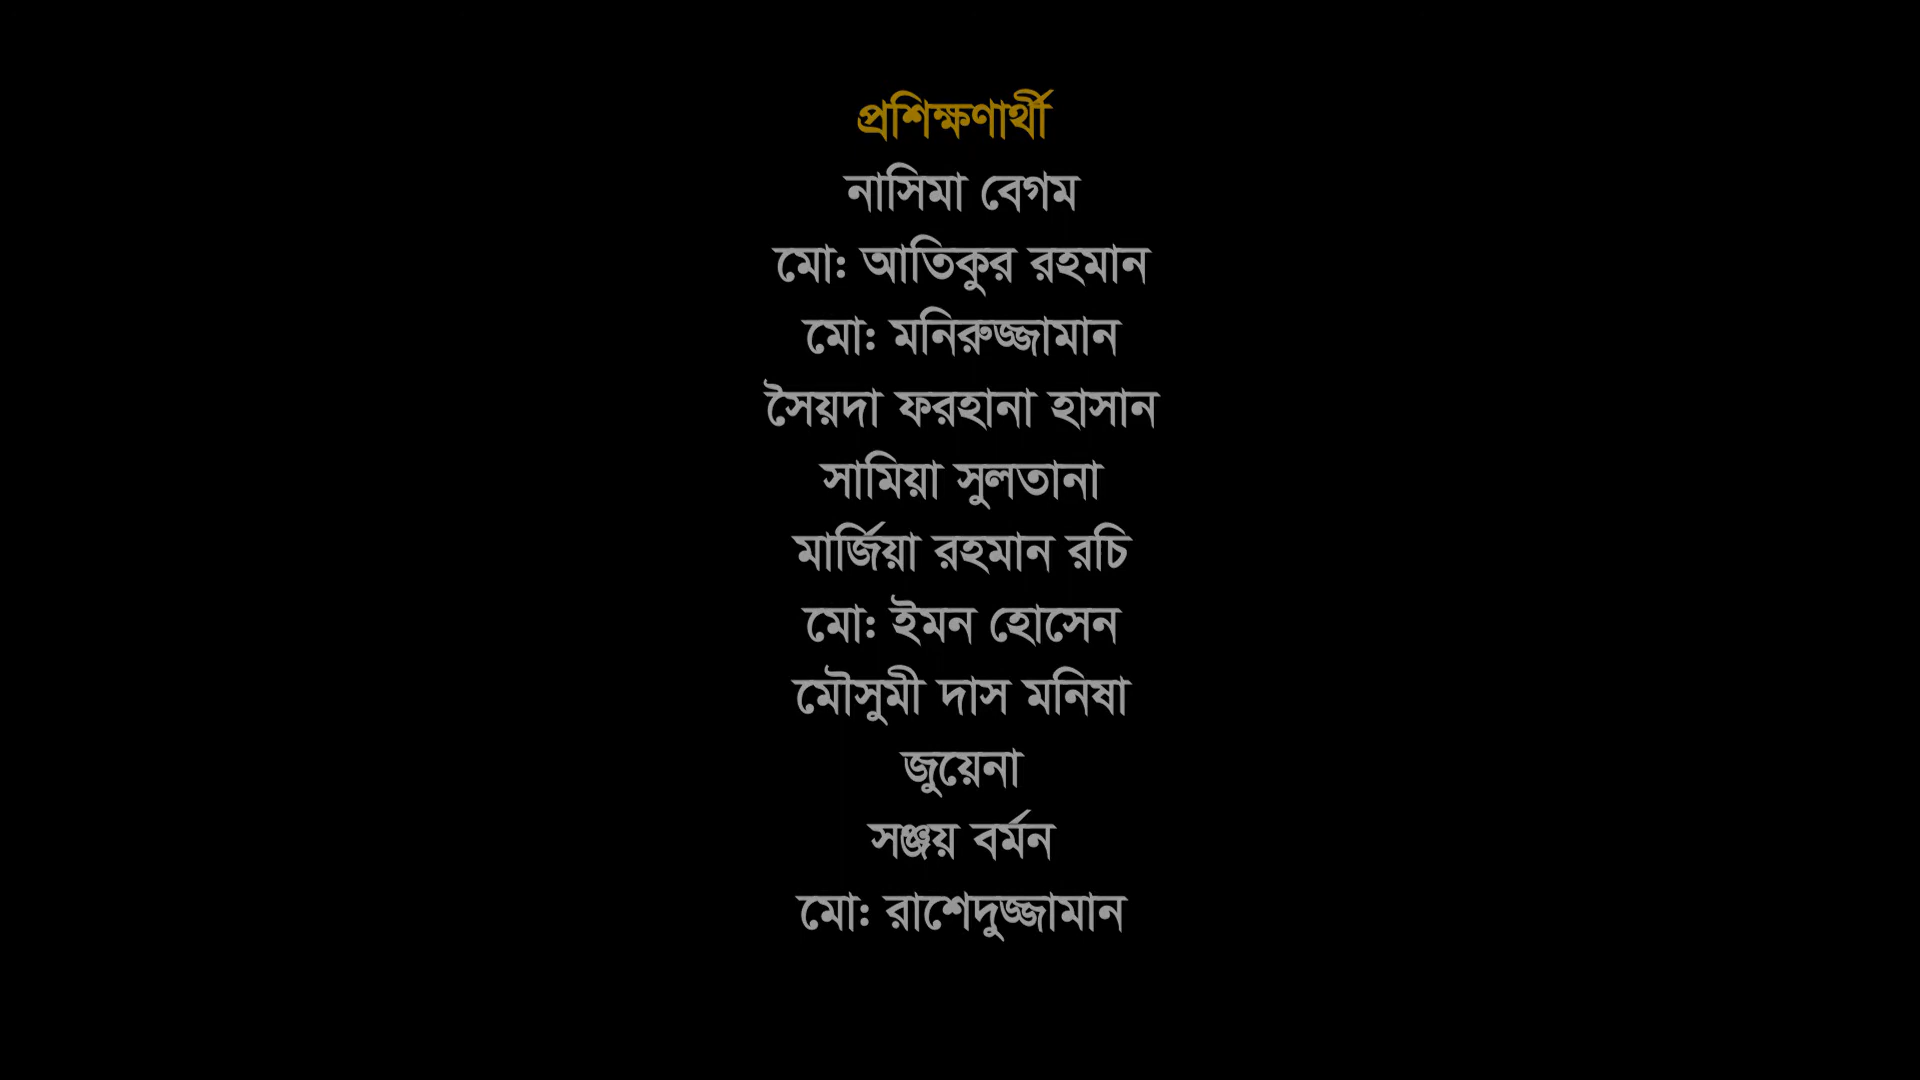 প্রশিক্ষণার্থী
নাসিমা বেগম
মো: আতিকুর রহমান
মো: মনিরুজ্জামান
সৈয়দা ফরহানা হাসান
সামিয়া সুলতানা
মার্জিয়া রহমান রচি
মো: ইমন হোসেন
মৌসুমী দাস মনিষা
জুয়েনা
সঞ্জয় বর্মন
মো: রাশেদুজ্জামান